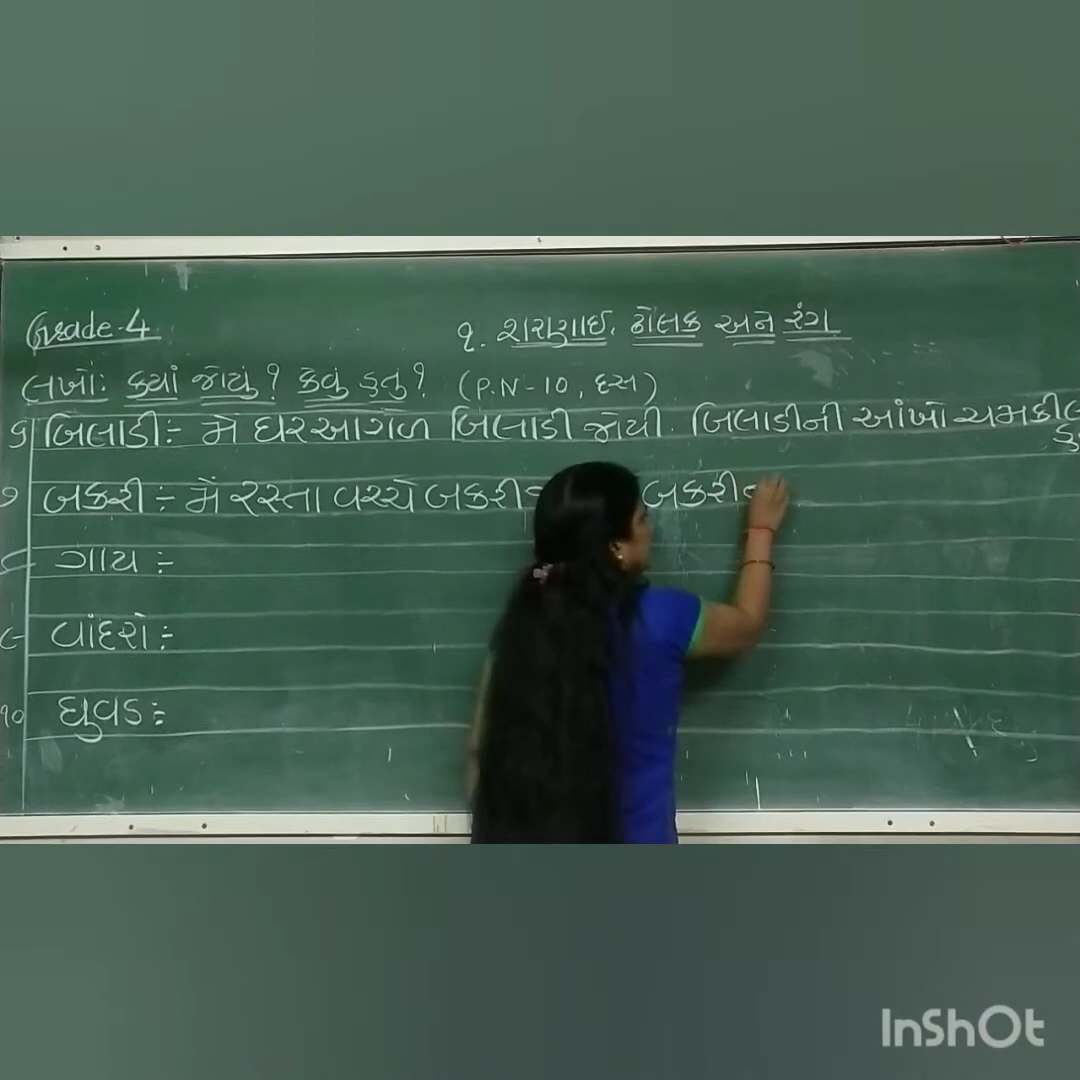 Grade-4
૧. શરણાઈ, ઢોલક અને રંગ
લખો: ક્યાં જોયું? કેવું હતું? (P.N-10, દસ)
૬ બિલાડી:- મેં ઘરઆગળ બિલાડી જોયી. બિલાડીની આંખો ચમકીલ
૭ બકરી:- મેં રસ્તા વચ્ચે બકરી બકરી
૮ ગાય:-
૯ વાંદરો:-
૧૦ ઘુવડ:-
InShOt